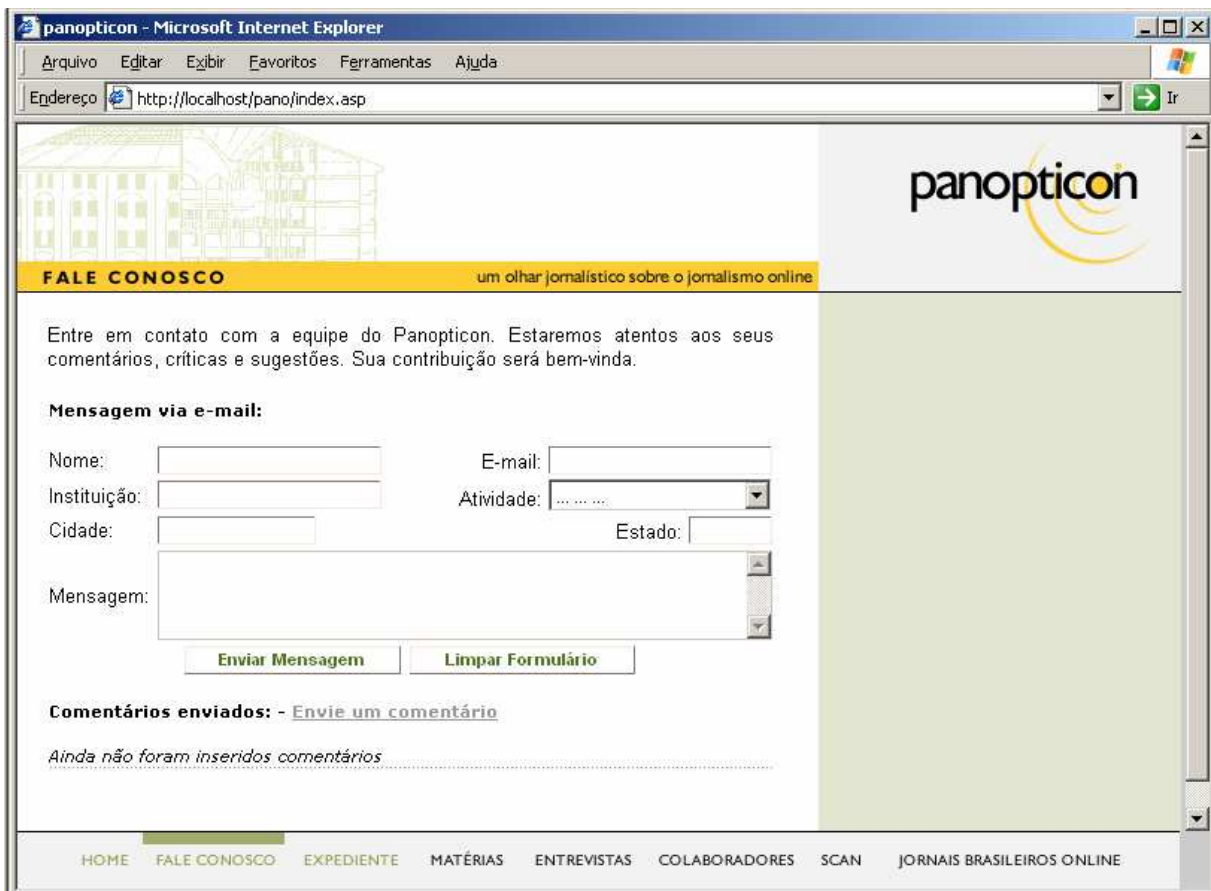 panopticon - Microsoft Internet Explorer
Arquivo Editar Exibir Favoritos Ferramentas Ajuda
Endereço http://localhost/pano/index.asp Ir
panopticon
FALE CONOSCO um olhar jornalístico sobre o jornalismo online
Entre em contato com a equipe do Panopticon. Estaremos atentos aos seus
comentários, críticas e sugestões. Sua contribuição será bem-vinda.
Mensagem via e-mail:
Nome: E-mail:
Instituição: Atividade: ... ... ...
Cidade: Estado:
Mensagem:
Enviar Mensagem Limpar Formulário
Comentários enviados: - Envie um comentário
Ainda não foram inseridos comentários
HOME FALE CONOSCO EXPEDIENTE MATÉRIAS ENTREVISTAS COLABORADORES SCAN JORNAIS BRASILEIROS ONLINE